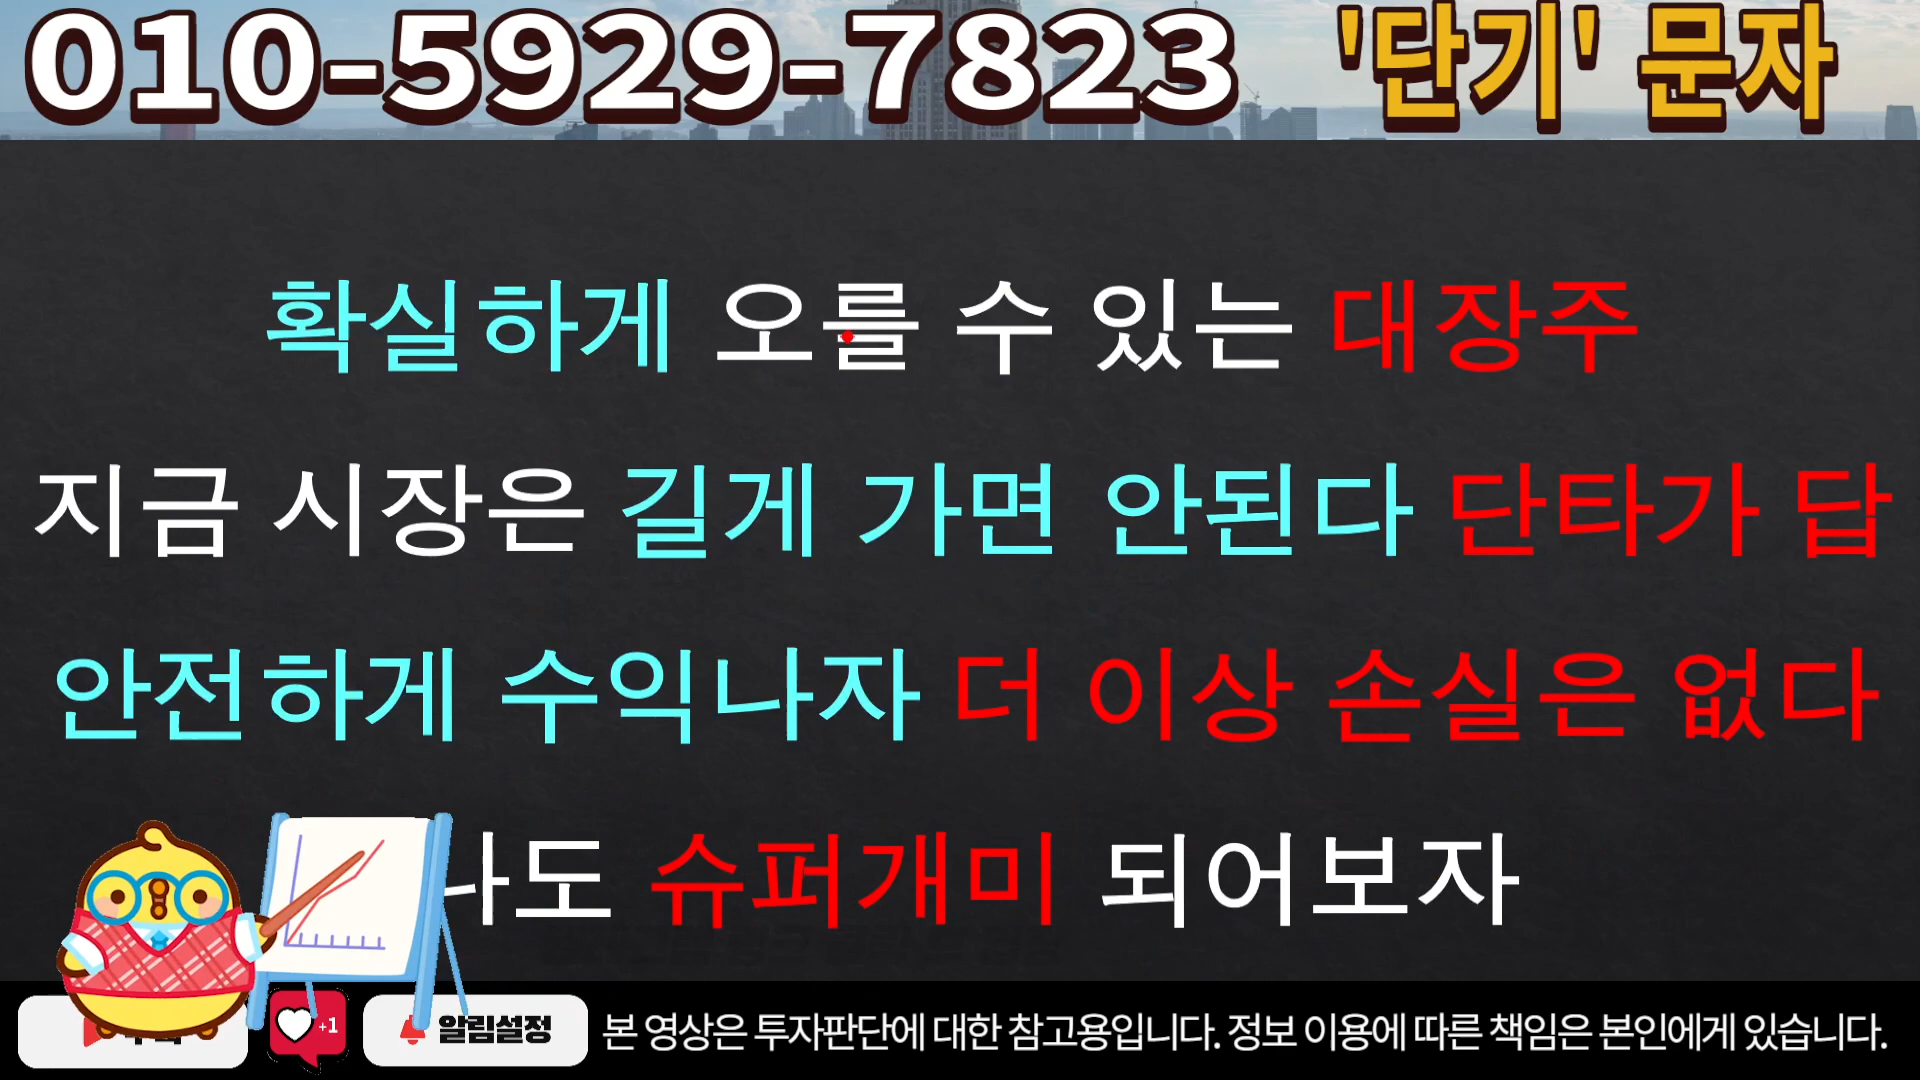 010-5929-7823 '단기' 문자
확실하게 오를 수 있는 대장주
지금 시장은 길게 가면 안된다 단타가 답
안전하게 수익나자 더 이상 손실은 없다
나도 슈퍼개미 되어보자
+1 알림설정 본 영상은 투자판단에 대한 참고용입니다. 정보 이용에 따른 책임은 본인에게 있습니다.